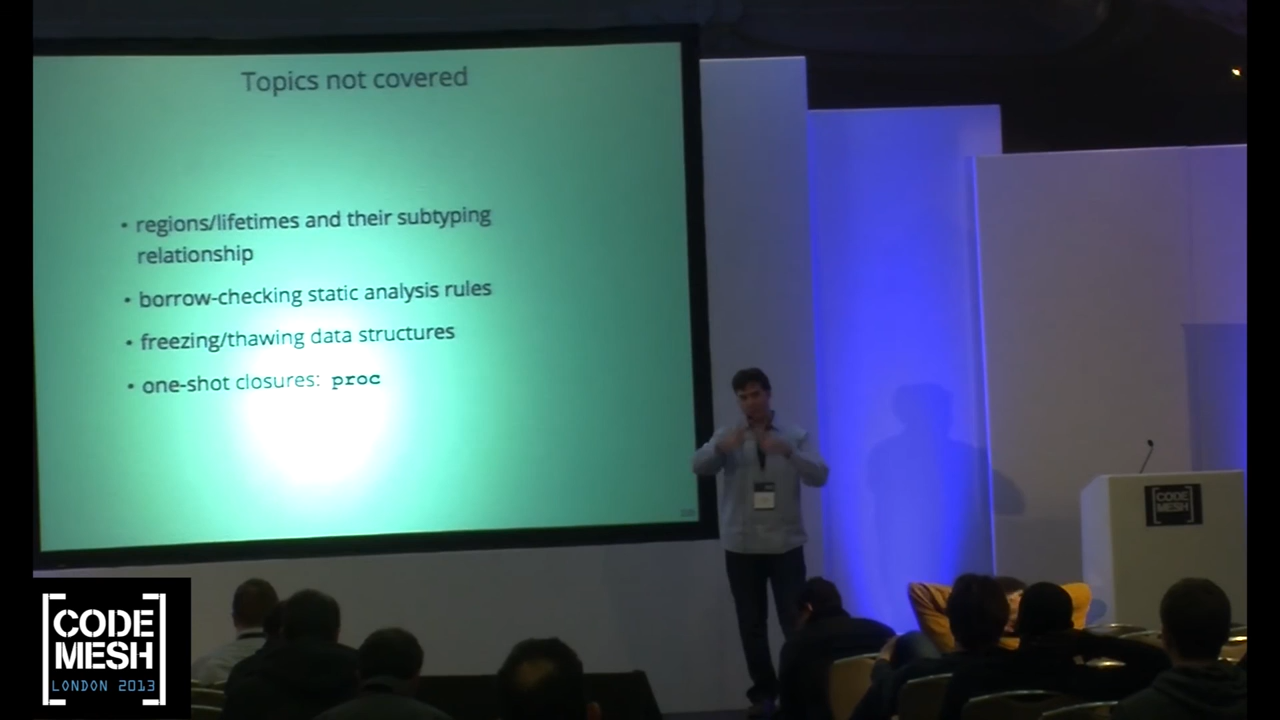 Topics not covered
• regions/lifetimes and their subtyping
relationship
• borrow-checking static analysis rules
• freezing/thawing data structures
• one-shot closures: proc
CODE
MESH
CODE
MESH
LONDON 2013